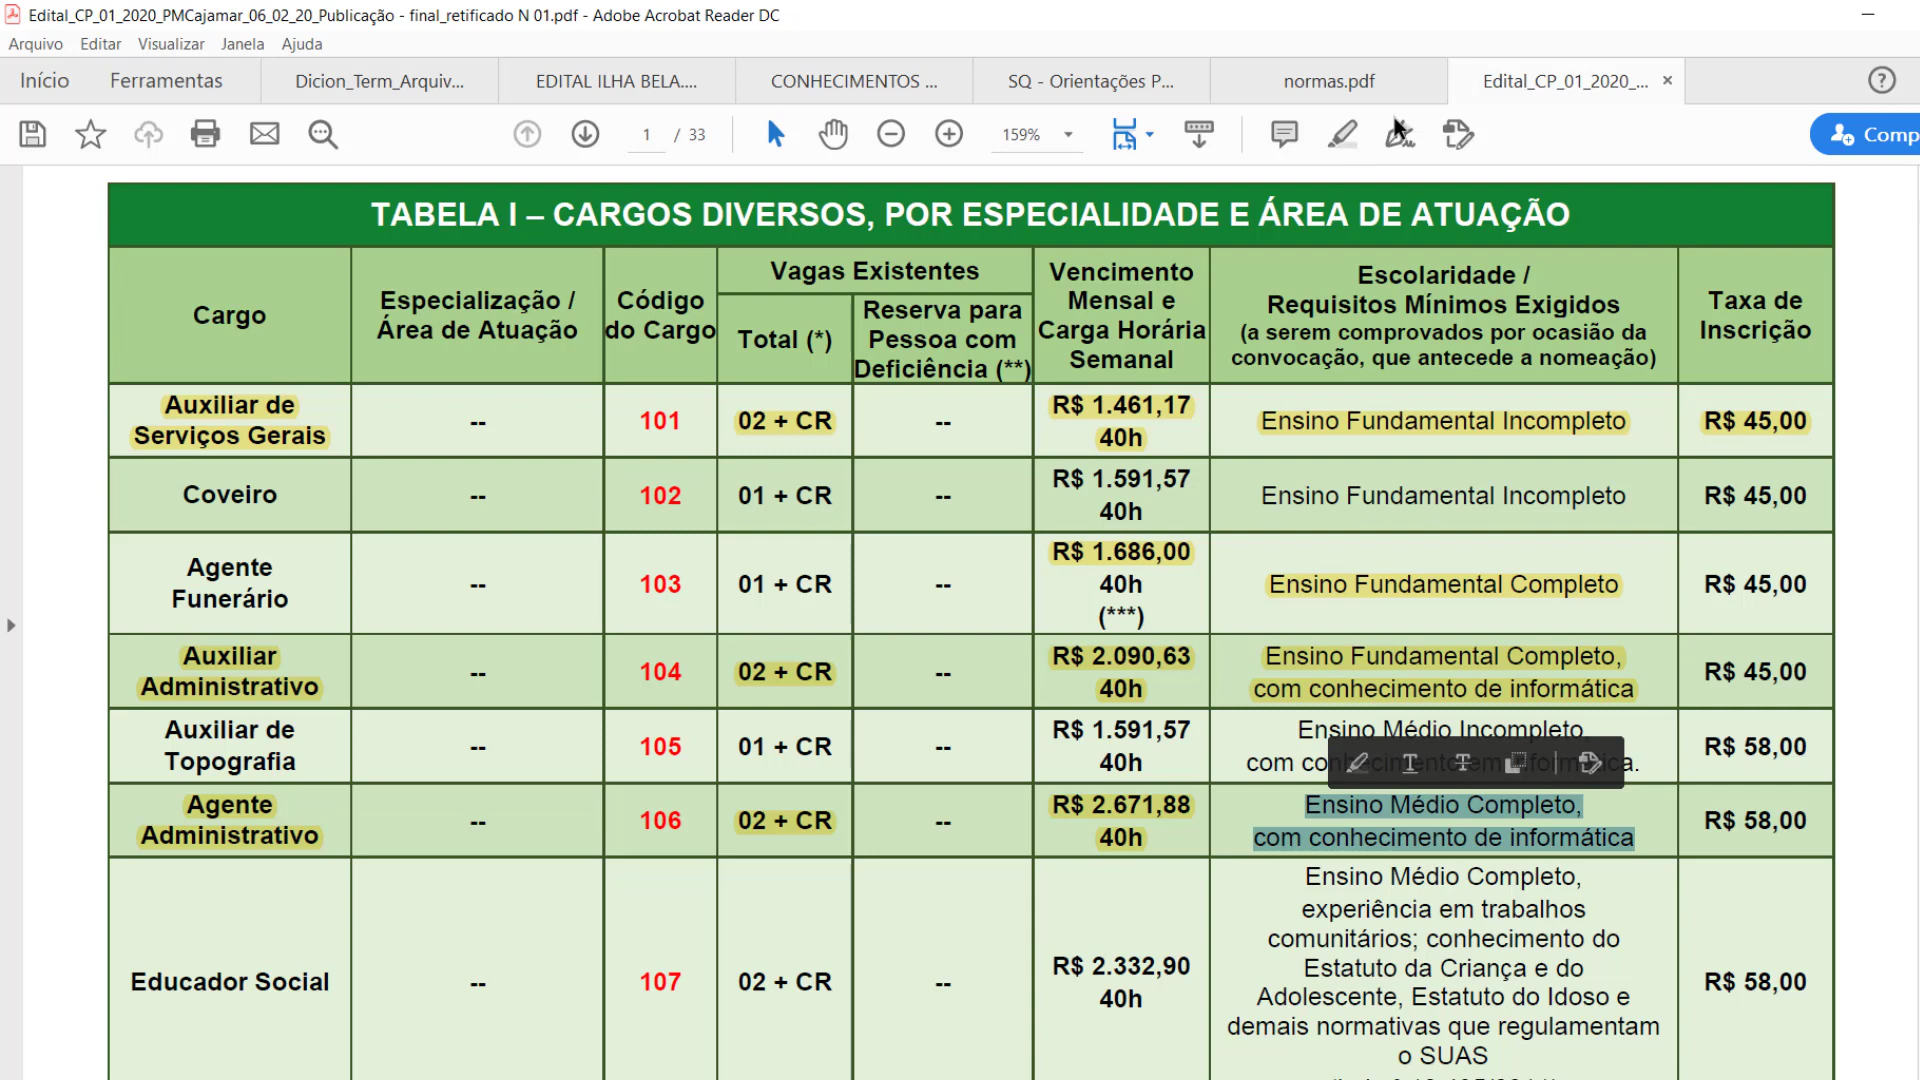 Edital_CP_01_2020_PMCajamar_06_02_20_Publicação - final_retificado N 01.pdf - Adobe Acrobat Reader DC
Arquivo Editar Visualizar Janela Ajuda
Início Ferramentas Dicion_Term_Arquiv... EDITAL ILHA BELA.... CONHECIMENTOS ... SQ - Orientações P... normas.pdf Edital_CP_01_2020_... ×
1 / 33 159% Comp
TABELA I – CARGOS DIVERSOS, POR ESPECIALIDADE E ÁREA DE ATUAÇÃO
Cargo
Especialização /
Área de Atuação
Código
do Cargo
Vagas Existentes
Total (*)
Reserva para
Pessoa com
Deficiência (**)
Vencimento
Mensal e
Carga Horária
Semanal
Escolaridade /
Requisitos Mínimos Exigidos
(a serem comprovados por ocasião da
convocação, que antecede a nomeação)
Taxa de
Inscrição
Auxiliar de
Serviços Gerais
--
101
02 + CR
--
R$ 1.461,17
40h
Ensino Fundamental Incompleto
R$ 45,00
Coveiro
--
102
01 + CR
--
R$ 1.591,57
40h
Ensino Fundamental Incompleto
R$ 45,00
Agente
Funerário
--
103
01 + CR
--
R$ 1.686,00
40h
(***)
Ensino Fundamental Completo
R$ 45,00
Auxiliar
Administrativo
--
104
02 + CR
--
R$ 2.090,63
40h
Ensino Fundamental Completo,
com conhecimento de informática
R$ 45,00
Auxiliar de
Topografia
--
105
01 + CR
--
R$ 1.591,57
40h
Ensino Médio Incompleto,
com conhecimento em informática.
R$ 58,00
Agente
Administrativo
--
106
02 + CR
--
R$ 2.671,88
40h
Ensino Médio Completo,
com conhecimento de informática
R$ 58,00
Educador Social
--
107
02 + CR
--
R$ 2.332,90
40h
Ensino Médio Completo,
experiência em trabalhos
comunitários; conhecimento do
Estatuto da Criança e do
Adolescente, Estatuto do Idoso e
demais normativas que regulamentam
o SUAS
R$ 58,00